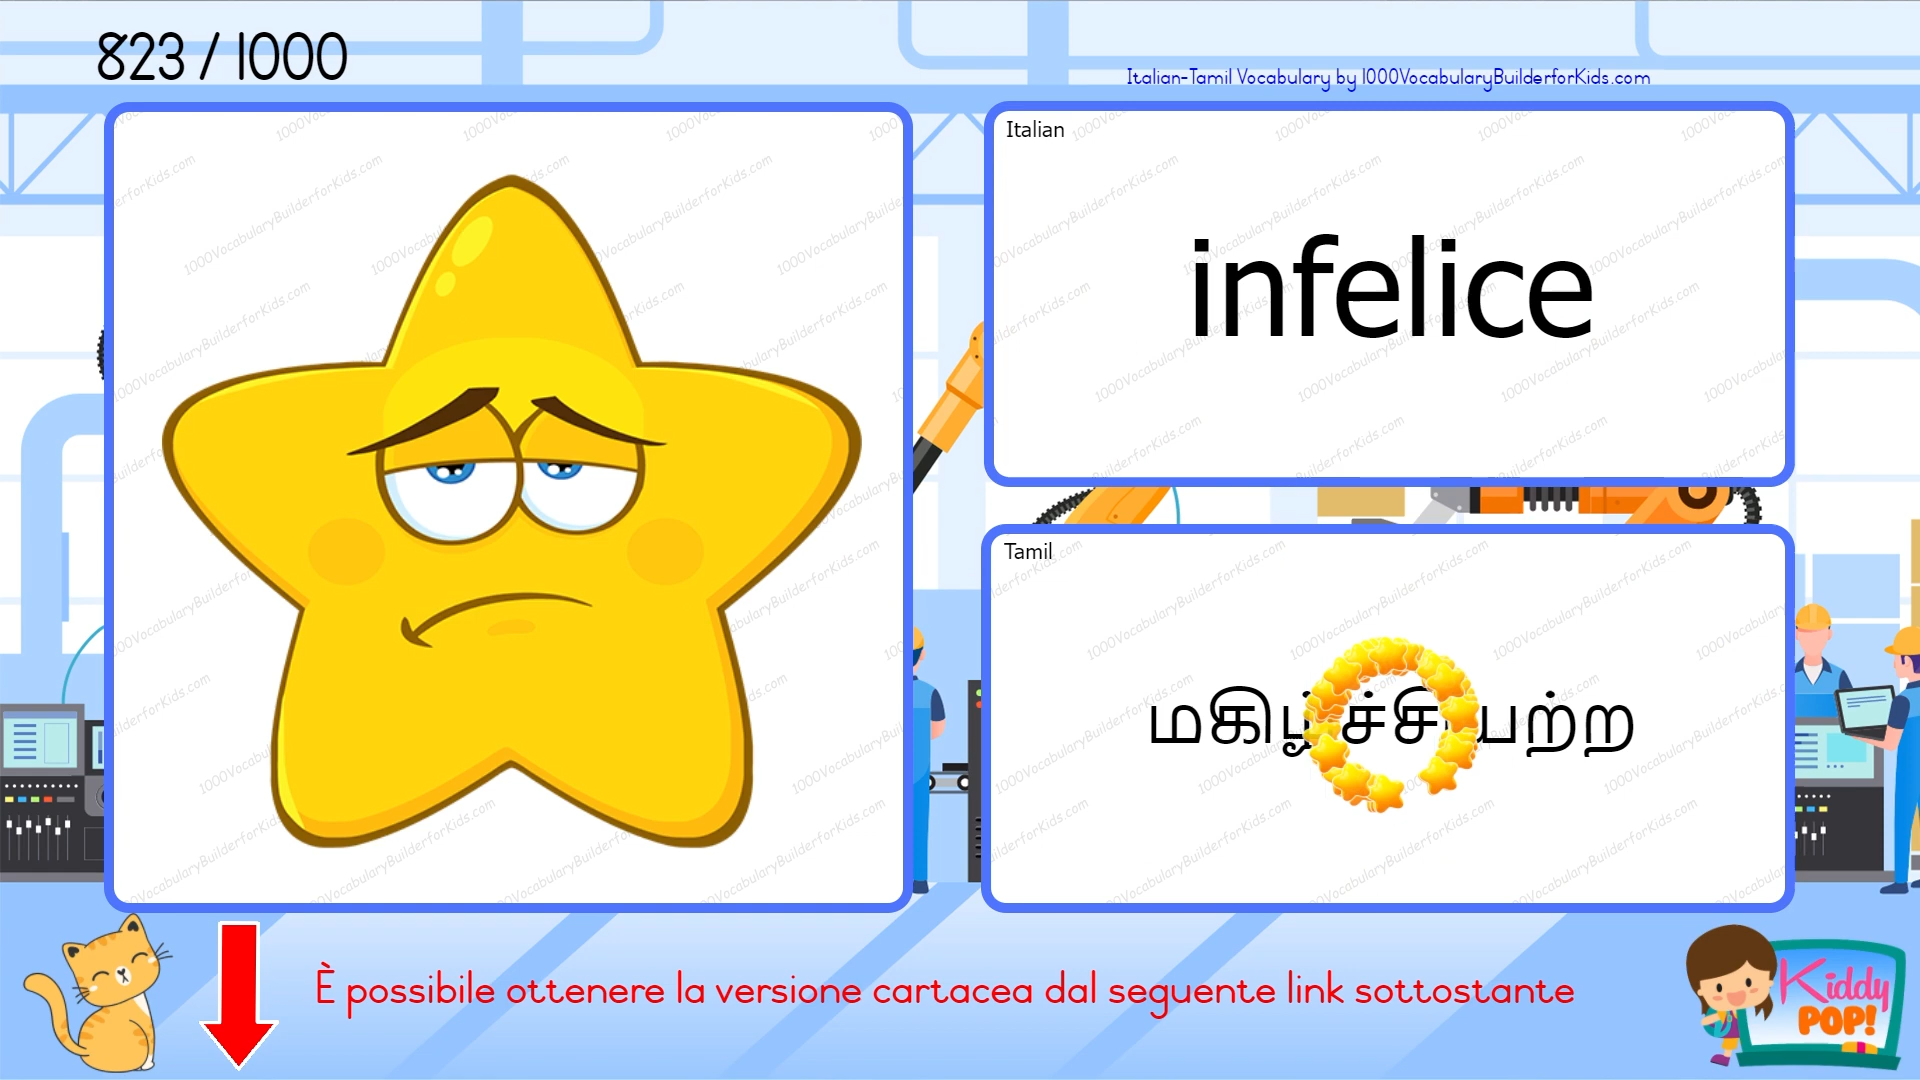 823 / 1000
Italian-Tamil Vocabulary by 1000VocabularyBuilderforKids.com
Italian
infelice
Tamil
மகிழ்ச்சியற்ற
È possibile ottenere la versione cartacea dal seguente link sottostante
Kiddy
POP!